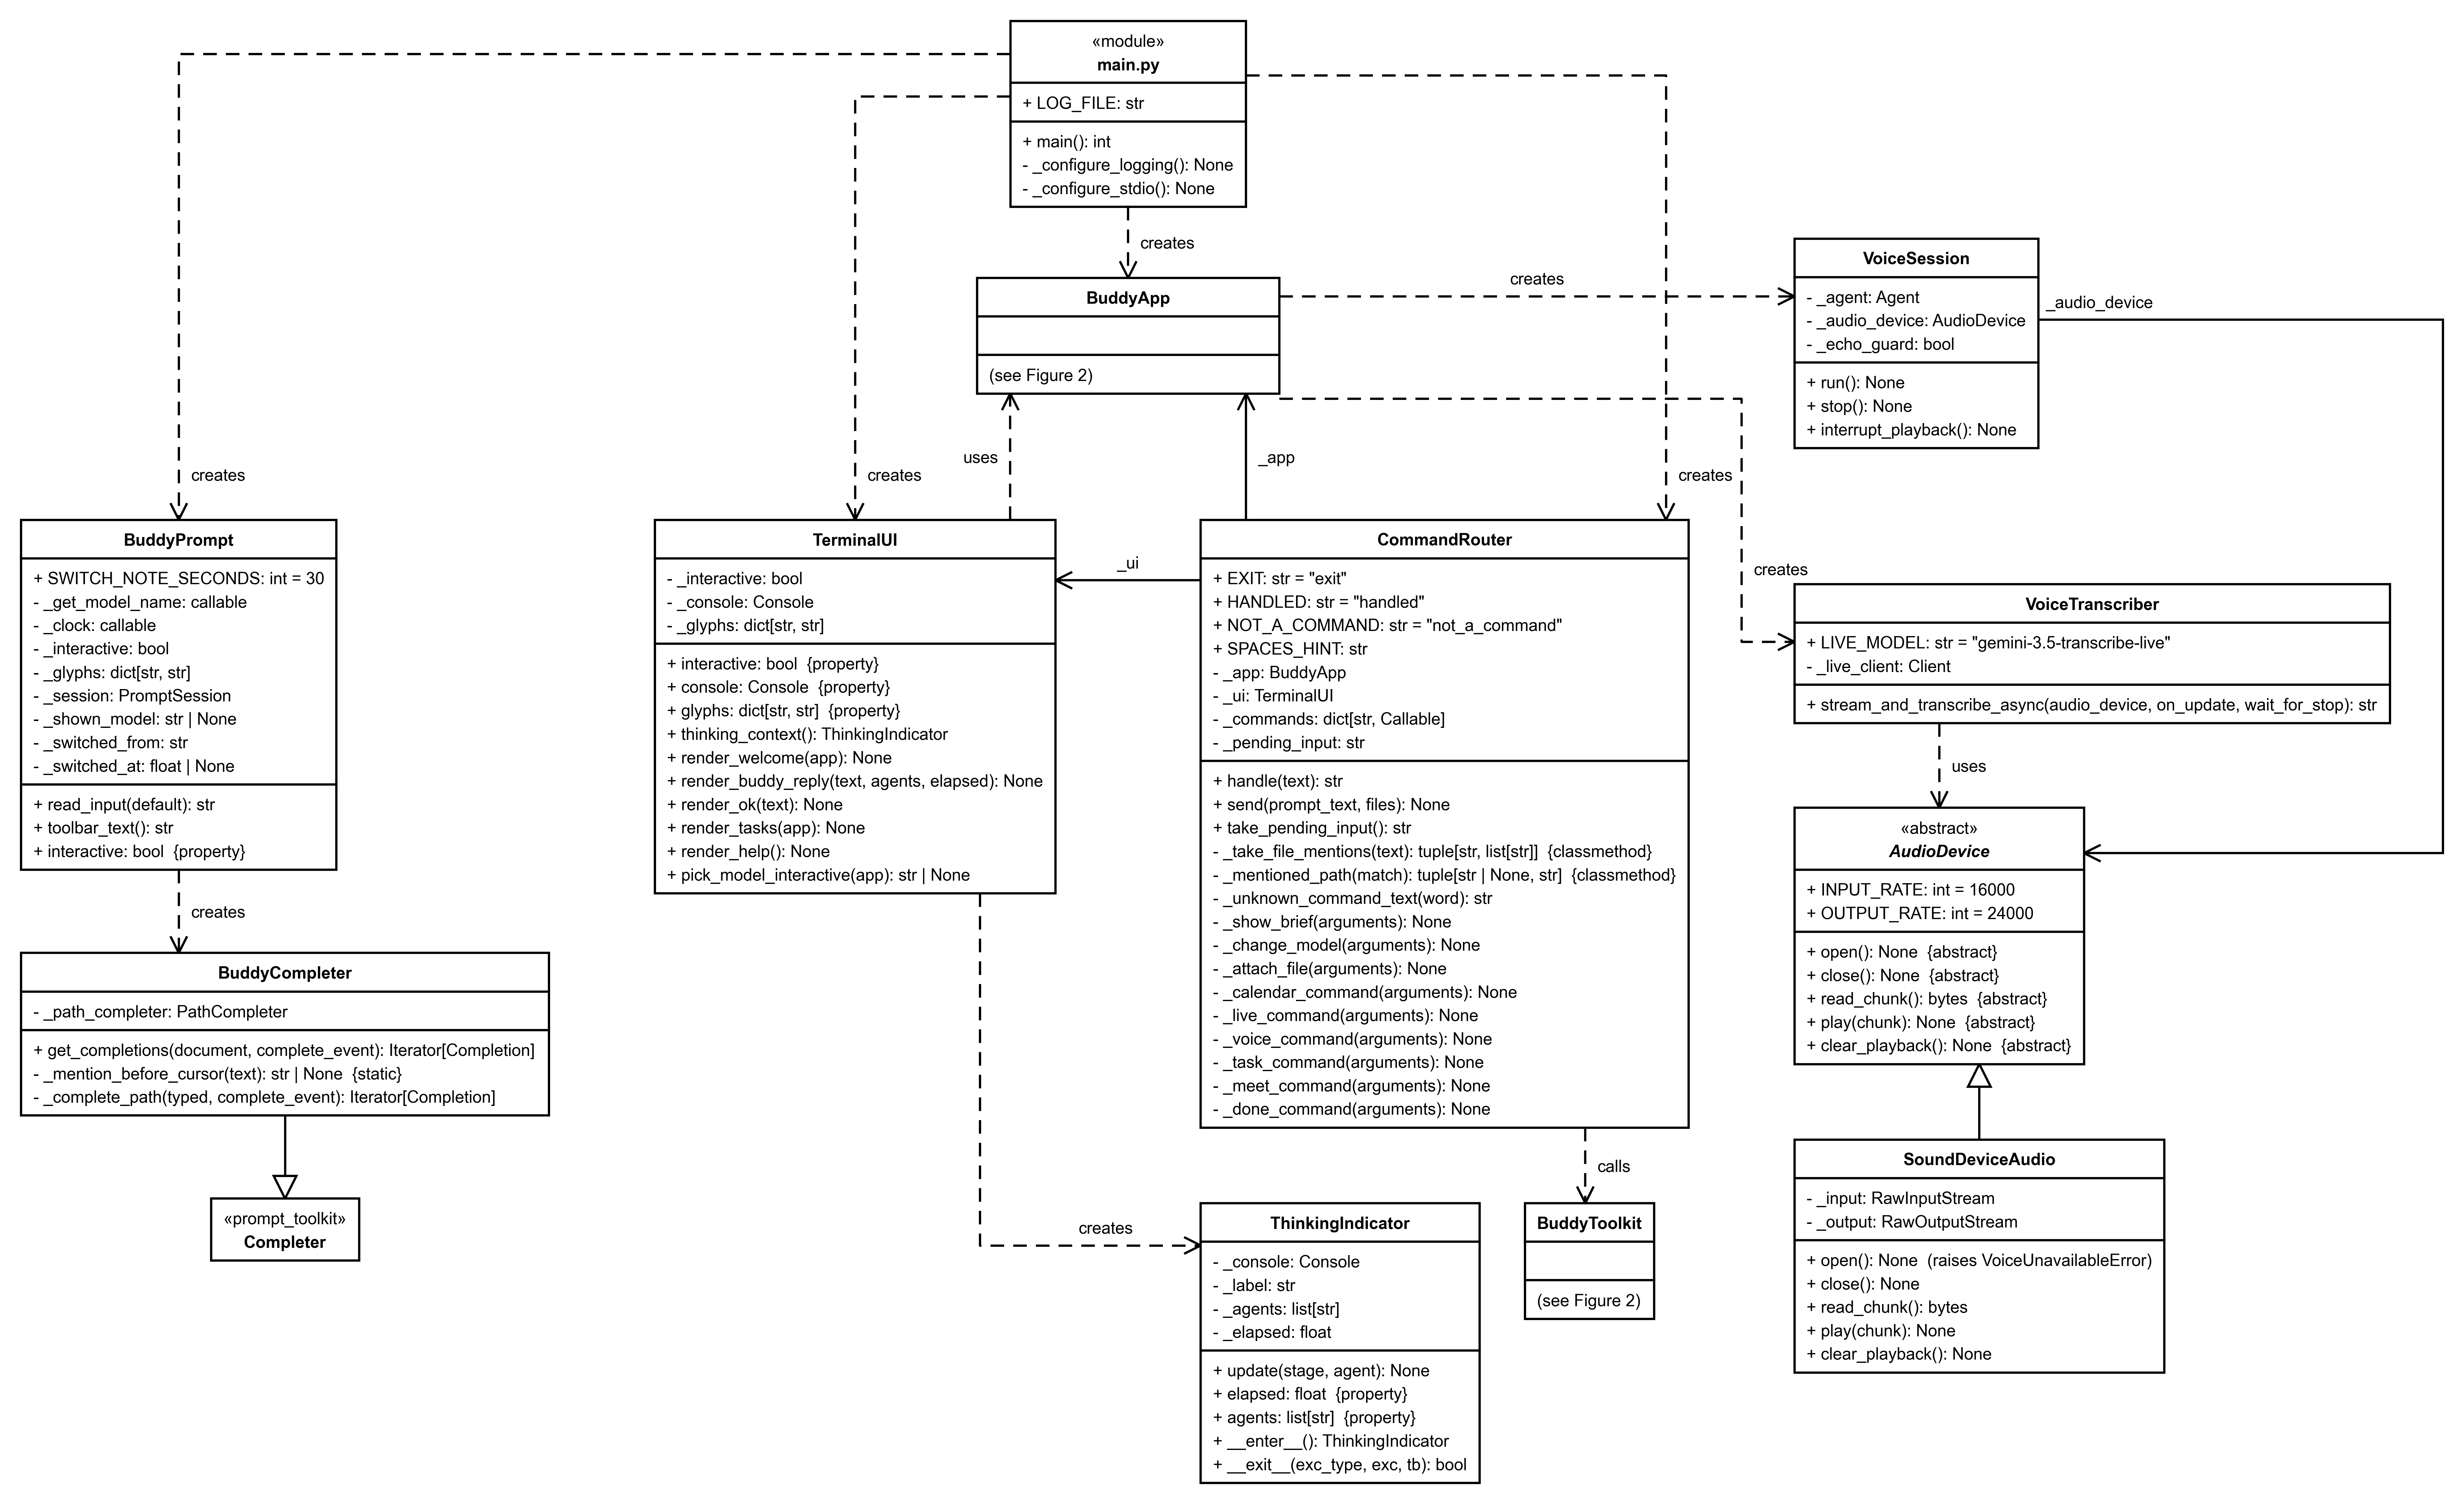 «module»
main.py
+ LOG_FILE: str
+ main(): int
- _configure_logging(): None
- _configure_stdio(): None
creates
BuddyApp
(see Figure 2)
creates
VoiceSession
- _agent: Agent
- _audio_device: AudioDevice
- _echo_guard: bool
+ run(): None
+ stop(): None
+ interrupt_playback(): None
_audio_device
creates
creates
uses
_app
creates
creates
BuddyPrompt
+ SWITCH_NOTE_SECONDS: int = 30
- _get_model_name: callable
- _clock: callable
- _interactive: bool
- _glyphs: dict[str, str]
- _session: PromptSession
- _shown_model: str | None
- _switched_from: str
- _switched_at: float | None
+ read_input(default): str
+ toolbar_text(): str
+ interactive: bool {property}
creates
BuddyCompleter
- _path_completer: PathCompleter
+ get_completions(document, complete_event): Iterator[Completion]
- _mention_before_cursor(text): str | None {static}
- _complete_path(typed, complete_event): Iterator[Completion]
«prompt_toolkit»
Completer
TerminalUI
- _interactive: bool
- _console: Console
- _glyphs: dict[str, str]
+ interactive: bool {property}
+ console: Console {property}
+ glyphs: dict[str, str] {property}
+ thinking_context(): ThinkingIndicator
+ render_welcome(app): None
+ render_buddy_reply(text, agents, elapsed): None
+ render_ok(text): None
+ render_tasks(app): None
+ render_help(): None
+ pick_model_interactive(app): str | None
_ui
CommandRouter
+ EXIT: str = "exit"
+ HANDLED: str = "handled"
+ NOT_A_COMMAND: str = "not_a_command"
+ SPACES_HINT: str
- _app: BuddyApp
- _ui: TerminalUI
- _commands: dict[str, Callable]
- _pending_input: str
+ handle(text): str
+ send(prompt_text, files): None
+ take_pending_input(): str
- _take_file_mentions(text): tuple[str, list[str]] {classmethod}
- _mentioned_path(match): tuple[str | None, str] {classmethod}
- _unknown_command_text(word): str
- _show_brief(arguments): None
- _change_model(arguments): None
- _attach_file(arguments): None
- _calendar_command(arguments): None
- _live_command(arguments): None
- _voice_command(arguments): None
- _task_command(arguments): None
- _meet_command(arguments): None
- _done_command(arguments): None
calls
creates
ThinkingIndicator
- _console: Console
- _label: str
- _agents: list[str]
- _elapsed: float
+ update(stage, agent): None
+ elapsed: float {property}
+ agents: list[str] {property}
+ __enter__(): ThinkingIndicator
+ __exit__(exc_type, exc, tb): bool
BuddyToolkit
(see Figure 2)
creates
VoiceTranscriber
+ LIVE_MODEL: str = "gemini-3.5-transcribe-live"
- _live_client: Client
+ stream_and_transcribe_async(audio_device, on_update, wait_for_stop): str
uses
«abstract»
AudioDevice
+ INPUT_RATE: int = 16000
+ OUTPUT_RATE: int = 24000
+ open(): None {abstract}
+ close(): None {abstract}
+ read_chunk(): bytes {abstract}
+ play(chunk): None {abstract}
+ clear_playback(): None {abstract}
SoundDeviceAudio
- _input: RawInputStream
- _output: RawOutputStream
+ open(): None (raises VoiceUnavailableError)
+ close(): None
+ read_chunk(): bytes
+ play(chunk): None
+ clear_playback(): None